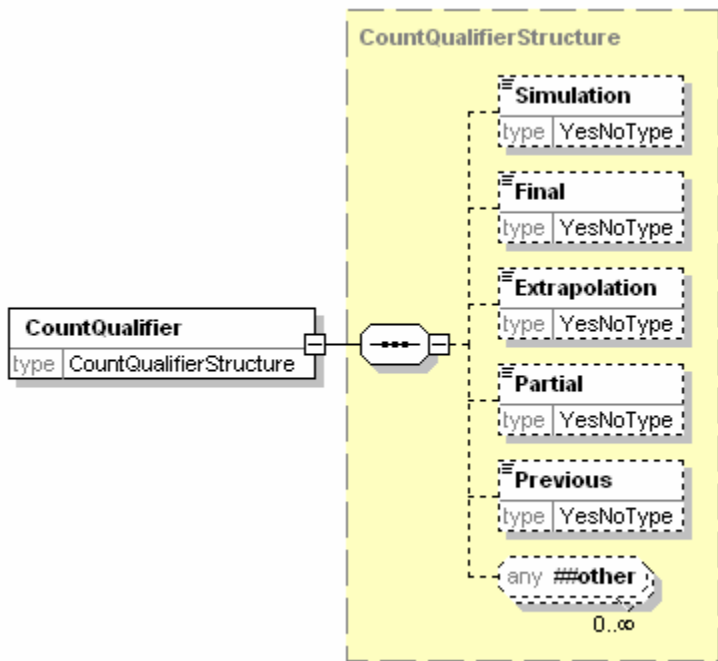 CountQualifierStructure
Simulation
type YesNoType
Final
type YesNoType
Extrapolation
type YesNoType
CountQualifier
type CountQualifierStructure
Partial
type YesNoType
Previous
type YesNoType
any ##other
0..∞